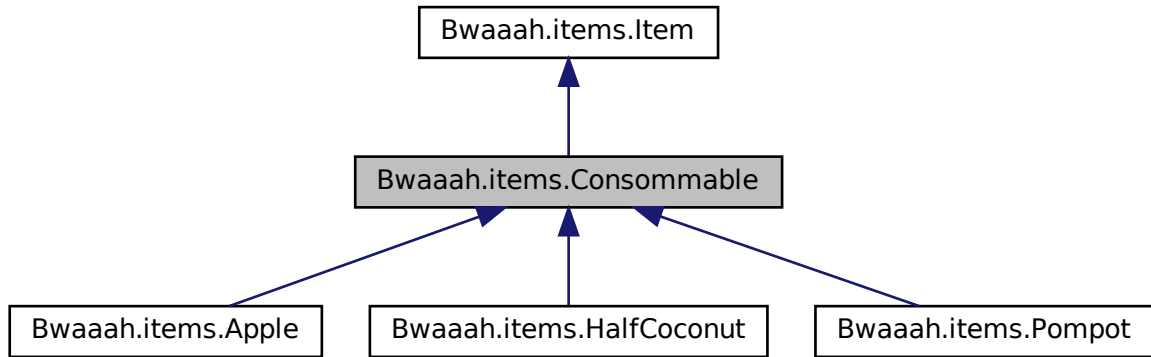 Bwaaah.items.Item
Bwaaah.items.Consommable
Bwaaah.items.Apple
Bwaaah.items.HalfCoconut
Bwaaah.items.Pompot